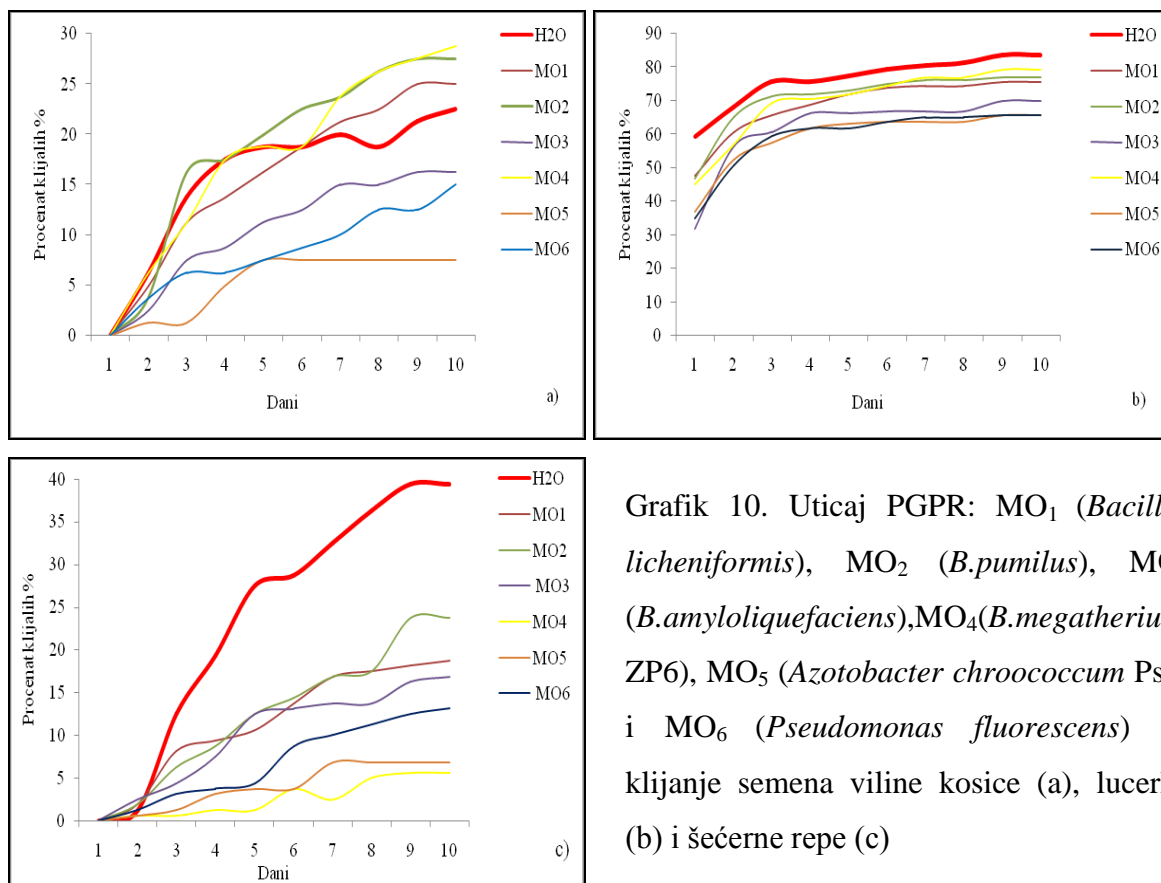 Procenat klijalih %
30
25
20
15
10
5
0
1 2 3 4 5 6 7 8 9 10
Dani
a)
H2O
MO1
MO2
MO3
MO4
MO5
MO6
Procenat klijalih %
90
80
70
60
50
40
30
20
10
0
1 2 3 4 5 6 7 8 9 10
Dani
b)
H2O
MO1
MO2
MO3
MO4
MO5
MO6
Procenat klijalih %
40
35
30
25
20
15
10
5
0
1 2 3 4 5 6 7 8 9 10
Dani
c)
H2O
MO1
MO2
MO3
MO4
MO5
MO6
Grafik 10. Uticaj PGPR: MO₁ (Bacill
licheniformis), MO₂ (B.pumilus),
(B.amyloliquefaciens),MO₄(B.megatheriu
ZP6), MO₅ (Azotobacter chroococcum Ps
i MO₆ (Pseudomonas fluorescens)
klijanje semena viline kosice (a), lucer
(b) i šećerne repe (c)